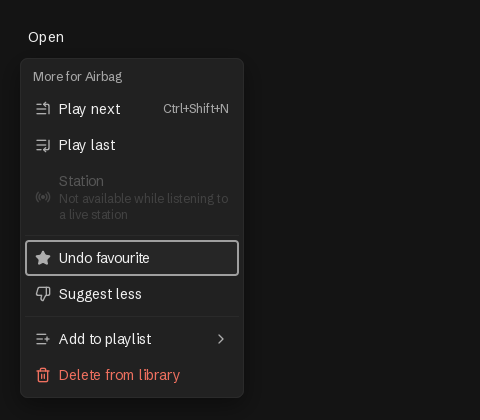 Open
More for Airbag
Play next Ctrl+Shift+N
Play last
Station
Not available while listening to
a live station
Undo favourite
Suggest less
Add to playlist
Delete from library